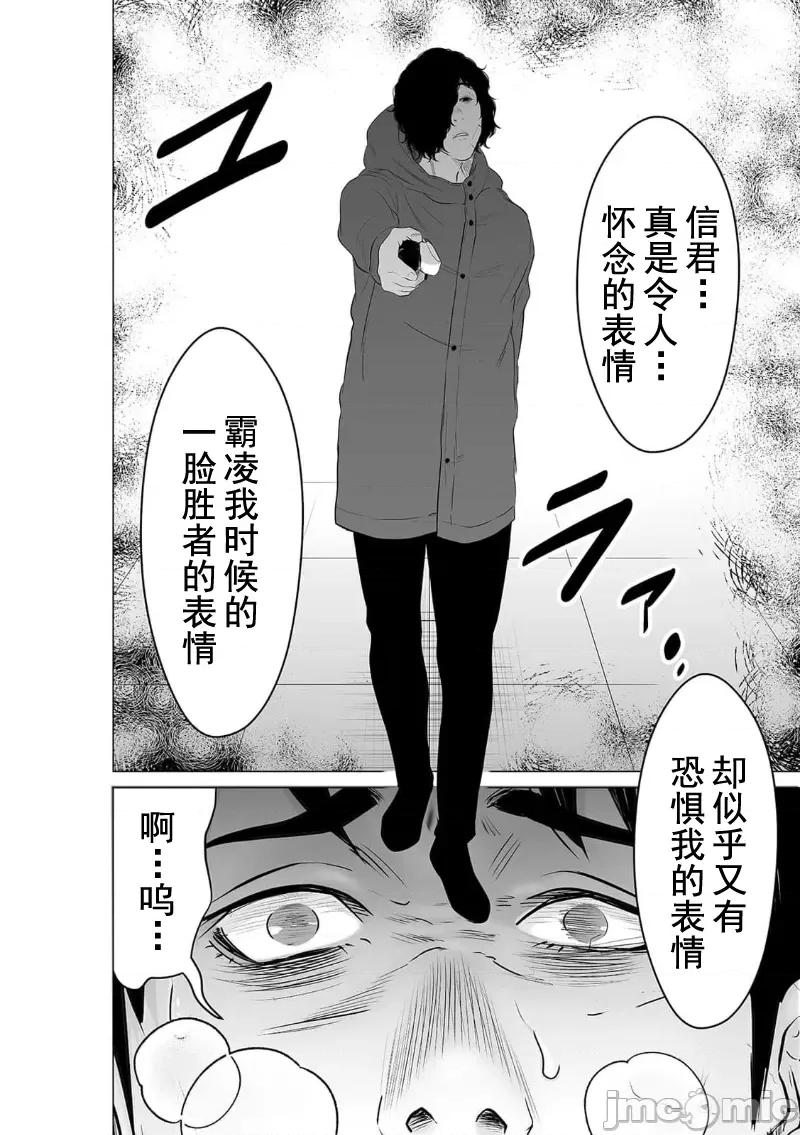 信君…
真是令人…
怀念的表情
ユ
霸凌我时候的
一脸胜者的表情
ラァ・
却似乎又有
恐惧我的表情
啊…
呜…
jmcomic